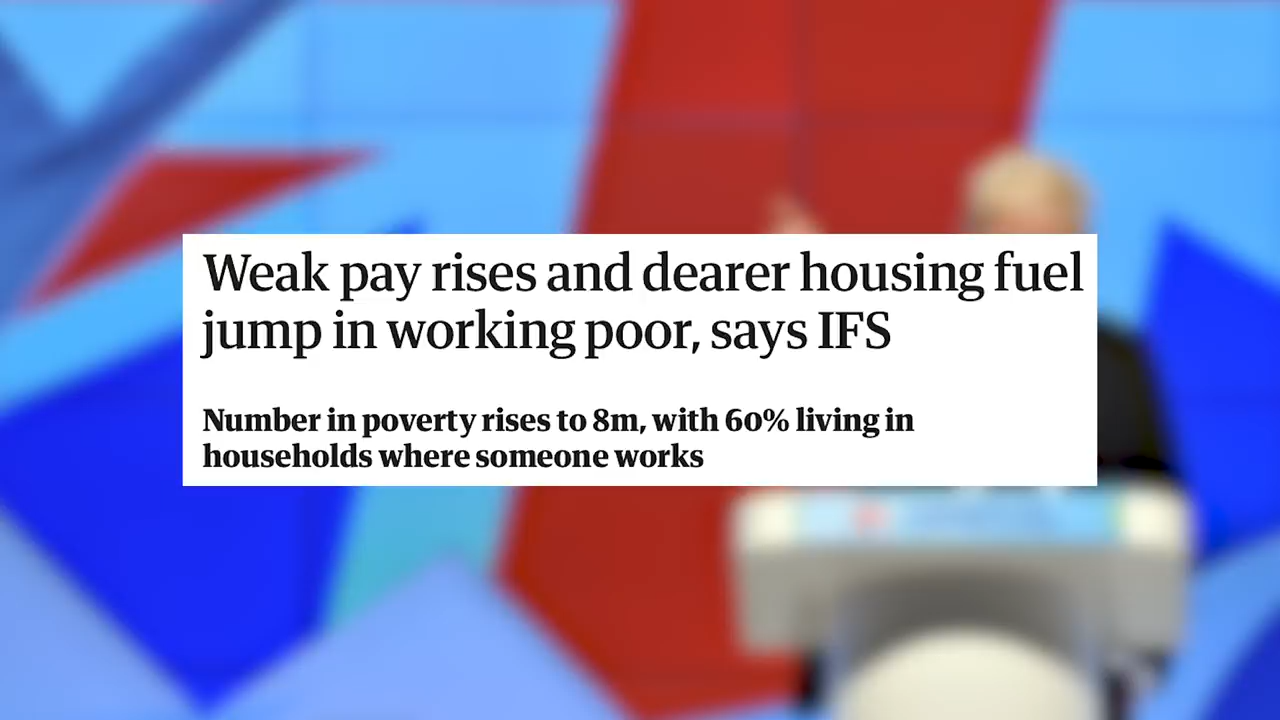 Weak pay rises and dearer housing fuel
jump in working poor, says IFS
Number in poverty rises to 8m, with 60% living in
households where someone works